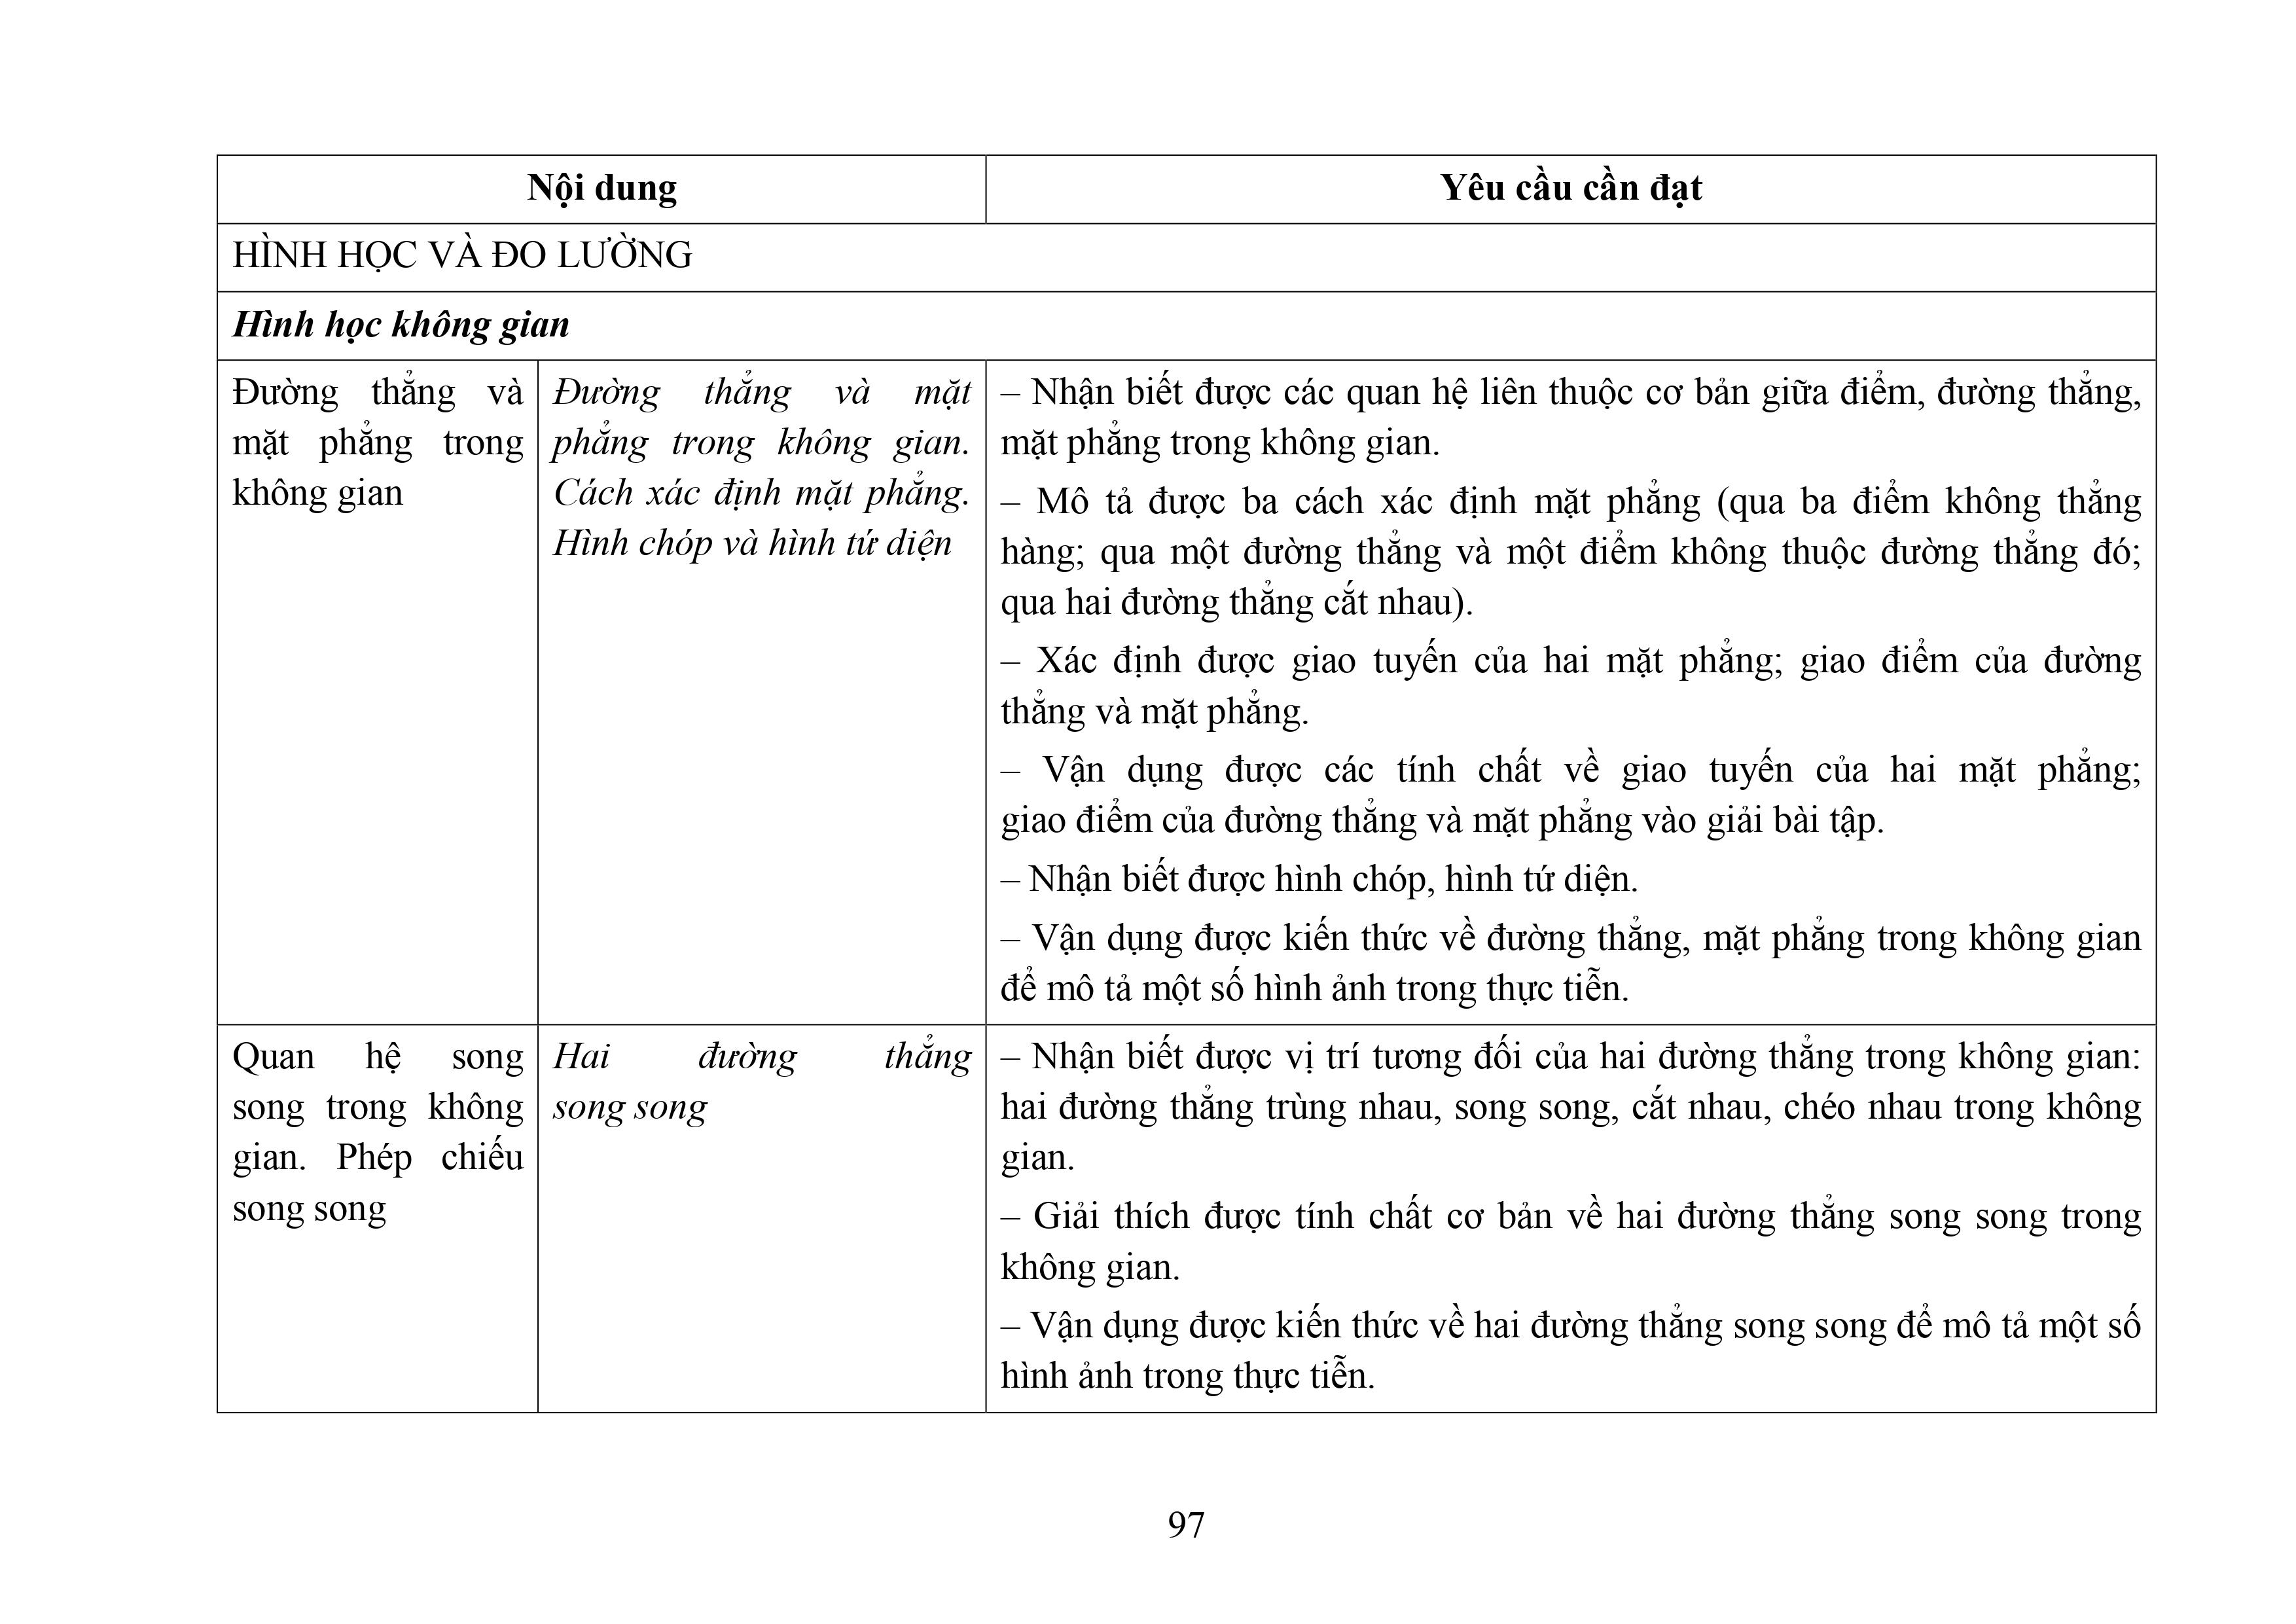 Nội dung
Yêu cầu cần đạt
HÌNH HỌC VÀ ĐO LƯỜNG
Hình học không gian
Đường thẳng và
mặt phẳng trong
không gian
Đường thẳng và mặt
phẳng trong không gian.
Cách xác định mặt phẳng.
Hình chóp và hình tứ diện
– Nhận biết được các quan hệ liên thuộc cơ bản giữa điểm, đường thẳng,
mặt phẳng trong không gian.
– Mô tả được ba cách xác định mặt phẳng (qua ba điểm không thẳng
hàng; qua một đường thẳng và một điểm không thuộc đường thẳng đó;
qua hai đường thẳng cắt nhau).
– Xác định được giao tuyến của hai mặt phẳng; giao điểm của đường
thẳng và mặt phẳng.
– Vận dụng được các tính chất về giao tuyến của hai mặt phẳng;
giao điểm của đường thẳng và mặt phẳng vào giải bài tập.
– Nhận biết được hình chóp, hình tứ diện.
– Vận dụng được kiến thức về đường thẳng, mặt phẳng trong không gian
để mô tả một số hình ảnh trong thực tiễn.
Quan hệ song
song trong không
gian. Phép chiếu
song song
Hai đường thẳng
song song
– Nhận biết được vị trí tương đối của hai đường thẳng trong không gian:
hai đường thẳng trùng nhau, song song, cắt nhau, chéo nhau trong không
gian.
– Giải thích được tính chất cơ bản về hai đường thẳng song song trong
không gian.
– Vận dụng được kiến thức về hai đường thẳng song song để mô tả một số
hình ảnh trong thực tiễn.
97